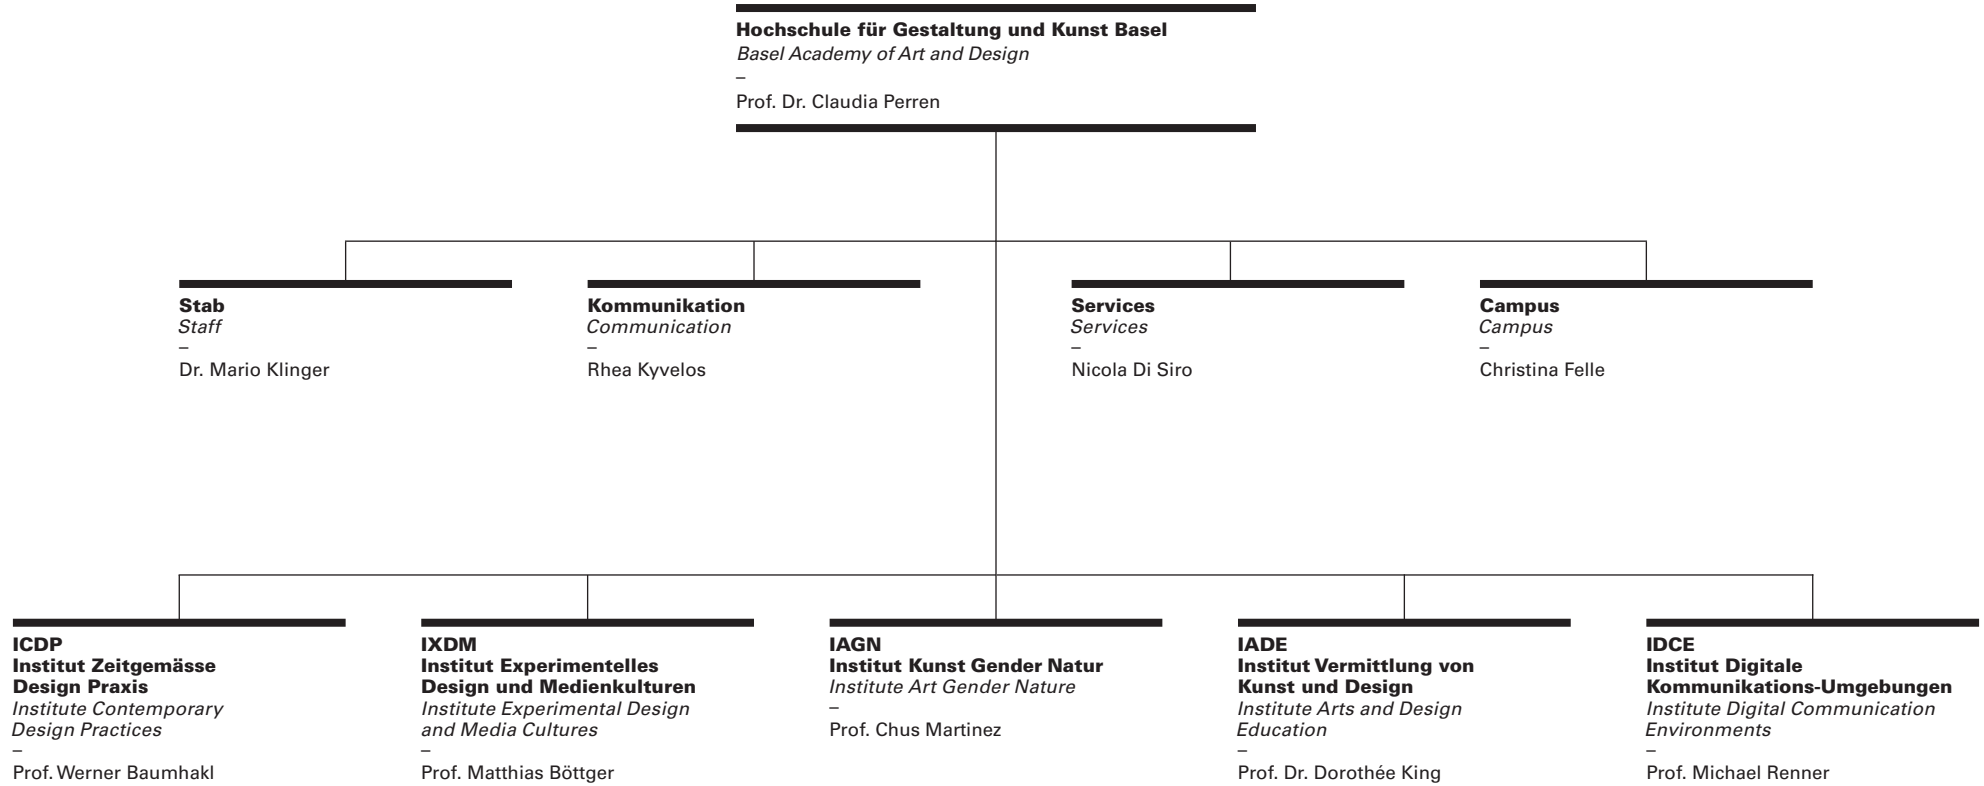 Hochschule für Gestaltung und Kunst Basel
Basel Academy of Art and Design
–
Prof. Dr. Claudia Perren
Stab
Staff
–
Dr. Mario Klinger
Kommunikation
Communication
–
Rhea Kyvelos
Services
Services
–
Nicola Di Siro
Campus
Campus
–
Christina Felle
ICDP
Institut Zeitgemässe
Design Praxis
Institute Contemporary
Design Practices
–
Prof. Werner Baumhakl
IXDM
Institut Experimentelles
Design und Medienkulturen
Institute Experimental Design
and Media Cultures
–
Prof. Matthias Böttger
IAGN
Institut Kunst Gender Natur
Institute Art Gender Nature
–
Prof. Chus Martinez
IADE
Institut Vermittlung von
Kunst und Design
Institute Arts and Design
Education
–
Prof. Dr. Dorothée King
IDCE
Institut Digitale
Kommunikations-Umgebungen
Institute Digital Communication
Environments
–
Prof. Michael Renner